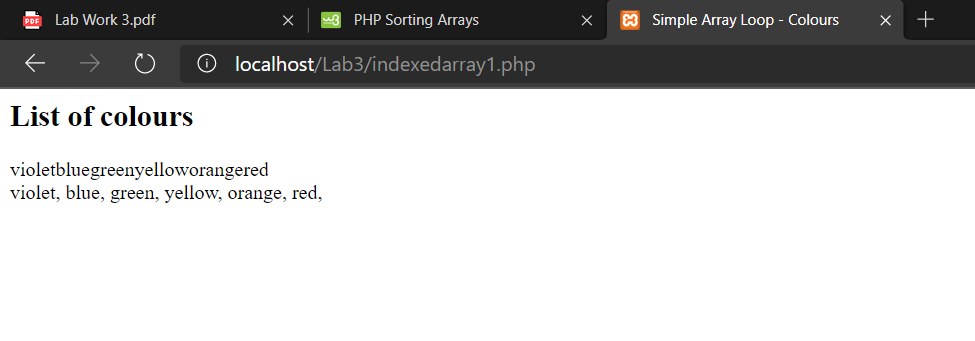 Lab Work 3.pdf
PHP Sorting Arrays
Simple Array Loop - Colours
localhost/Lab3/indexedarray1.php
List of colours
violetbluegreenyelloworangered
violet, blue, green, yellow, orange, red,